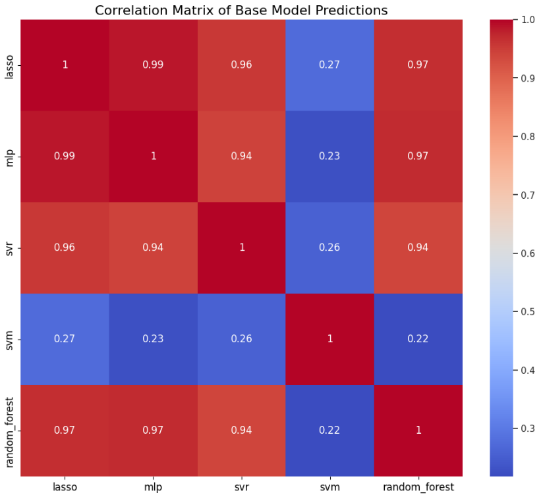 Correlation Matrix of Base Model Predictions
lasso 1 0.99 0.96 0.27 0.97
mlp 0.99 1 0.94 0.23 0.97
svr 0.96 0.94 1 0.26 0.94
svm 0.27 0.23 0.26 1 0.22
random_forest 0.97 0.97 0.94 0.22 1
lasso mlp svr svm random_forest
1.0
0.9
0.8
0.7
0.6
0.5
0.4
0.3